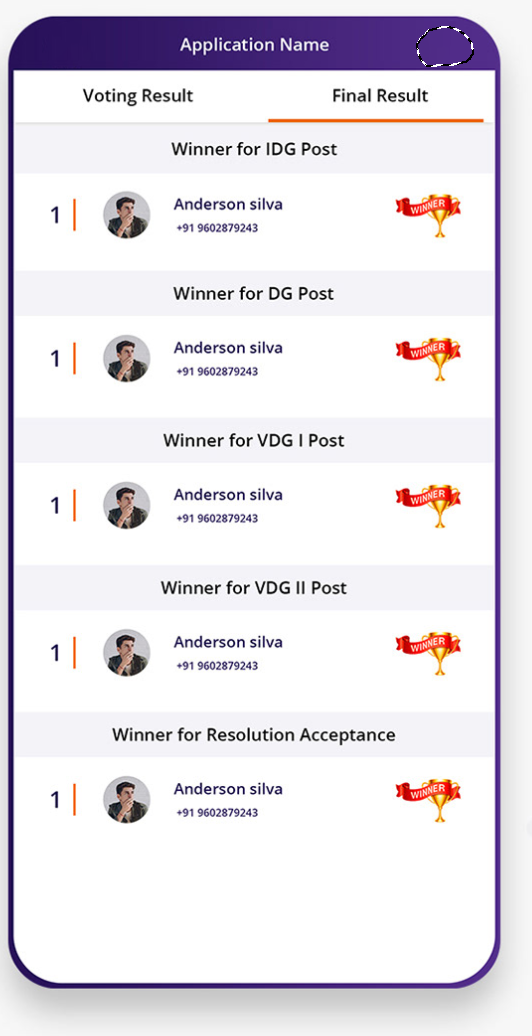 Application Name
Voting Result Final Result
Winner for IDG Post
1 Anderson silva
+91 9602879243
WINNER
Winner for DG Post
1 Anderson silva
+91 9602879243
WINNER
Winner for VDG I Post
1 Anderson silva
+91 9602879243
WINNER
Winner for VDG II Post
1 Anderson silva
+91 9602879243
WINNER
Winner for Resolution Acceptance
1 Anderson silva
+91 9602879243
WINNER